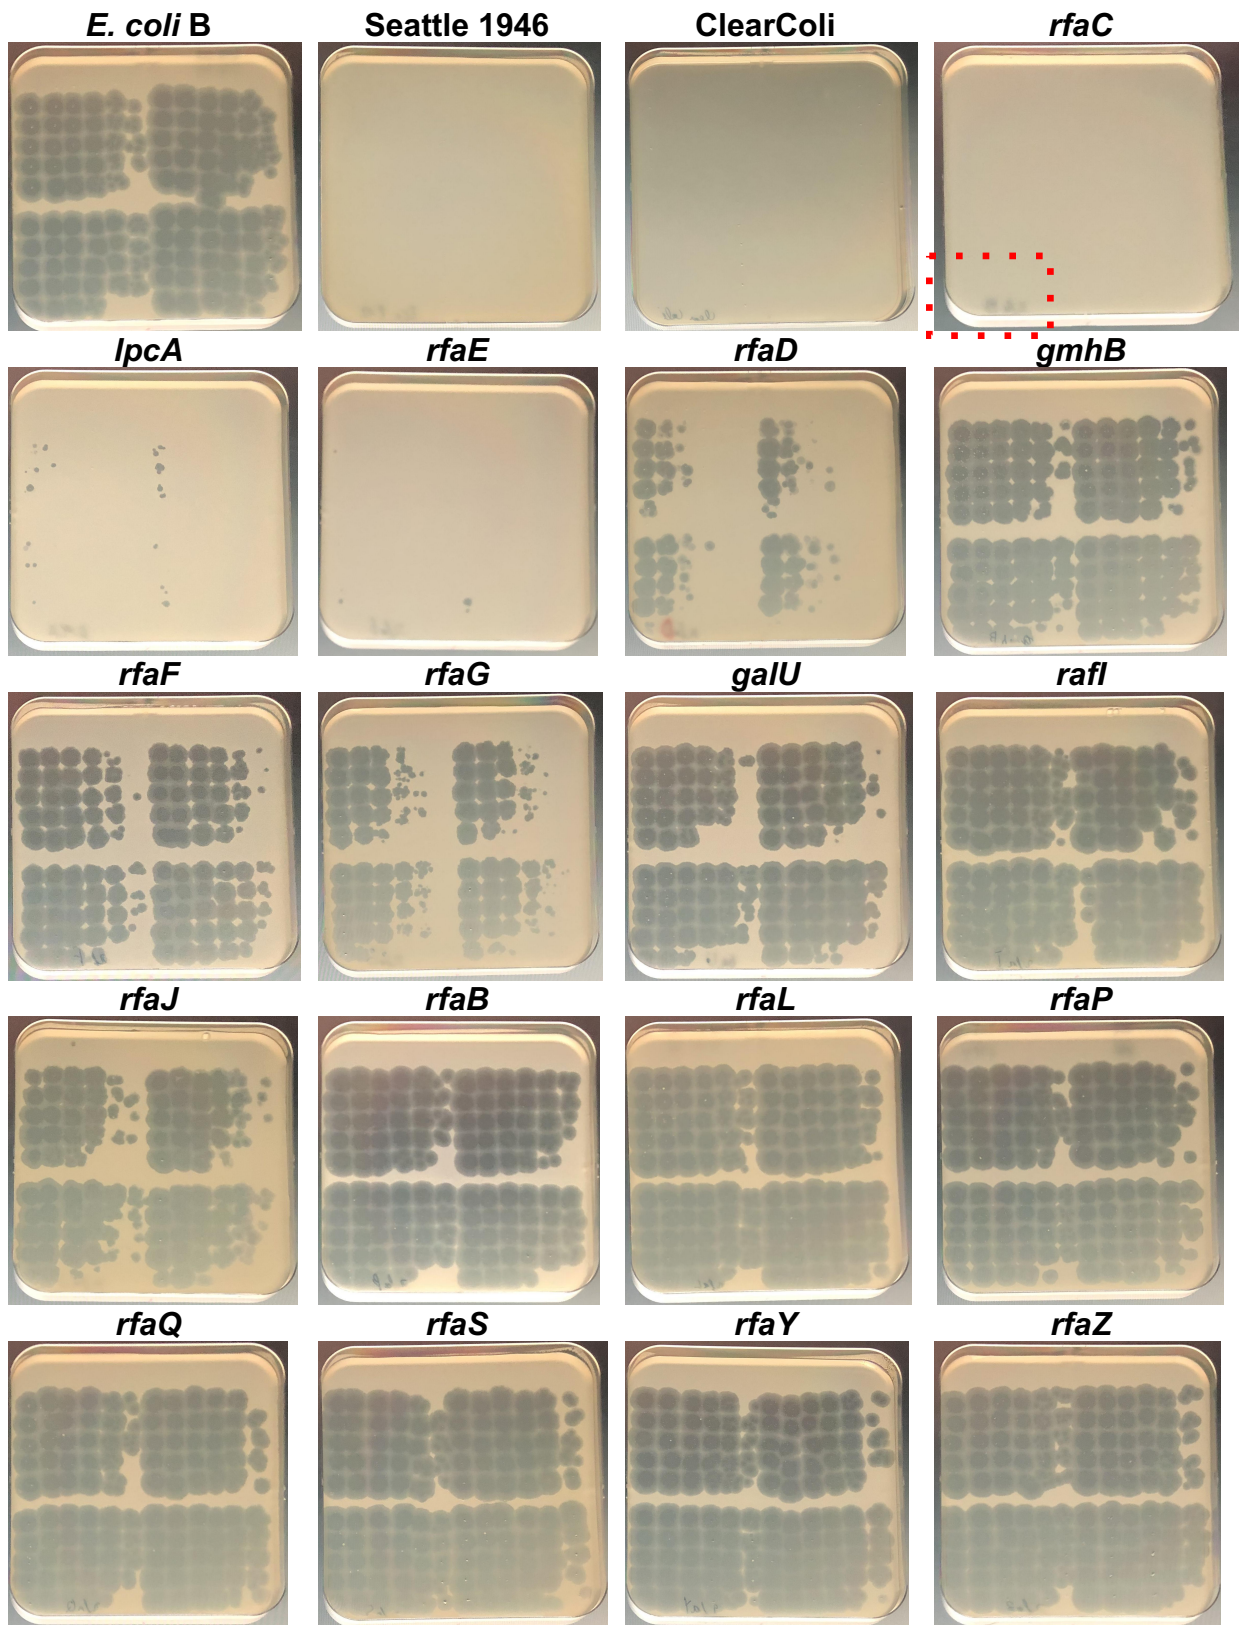 E. coli B Seattle 1946 ClearColi rfaC
lpcA rfaE rfaD gmhB
rfaF rfaG galU rafI
rfaJ rfaB rfaL rfaP
rfaQ rfaS rfaY rfaZ